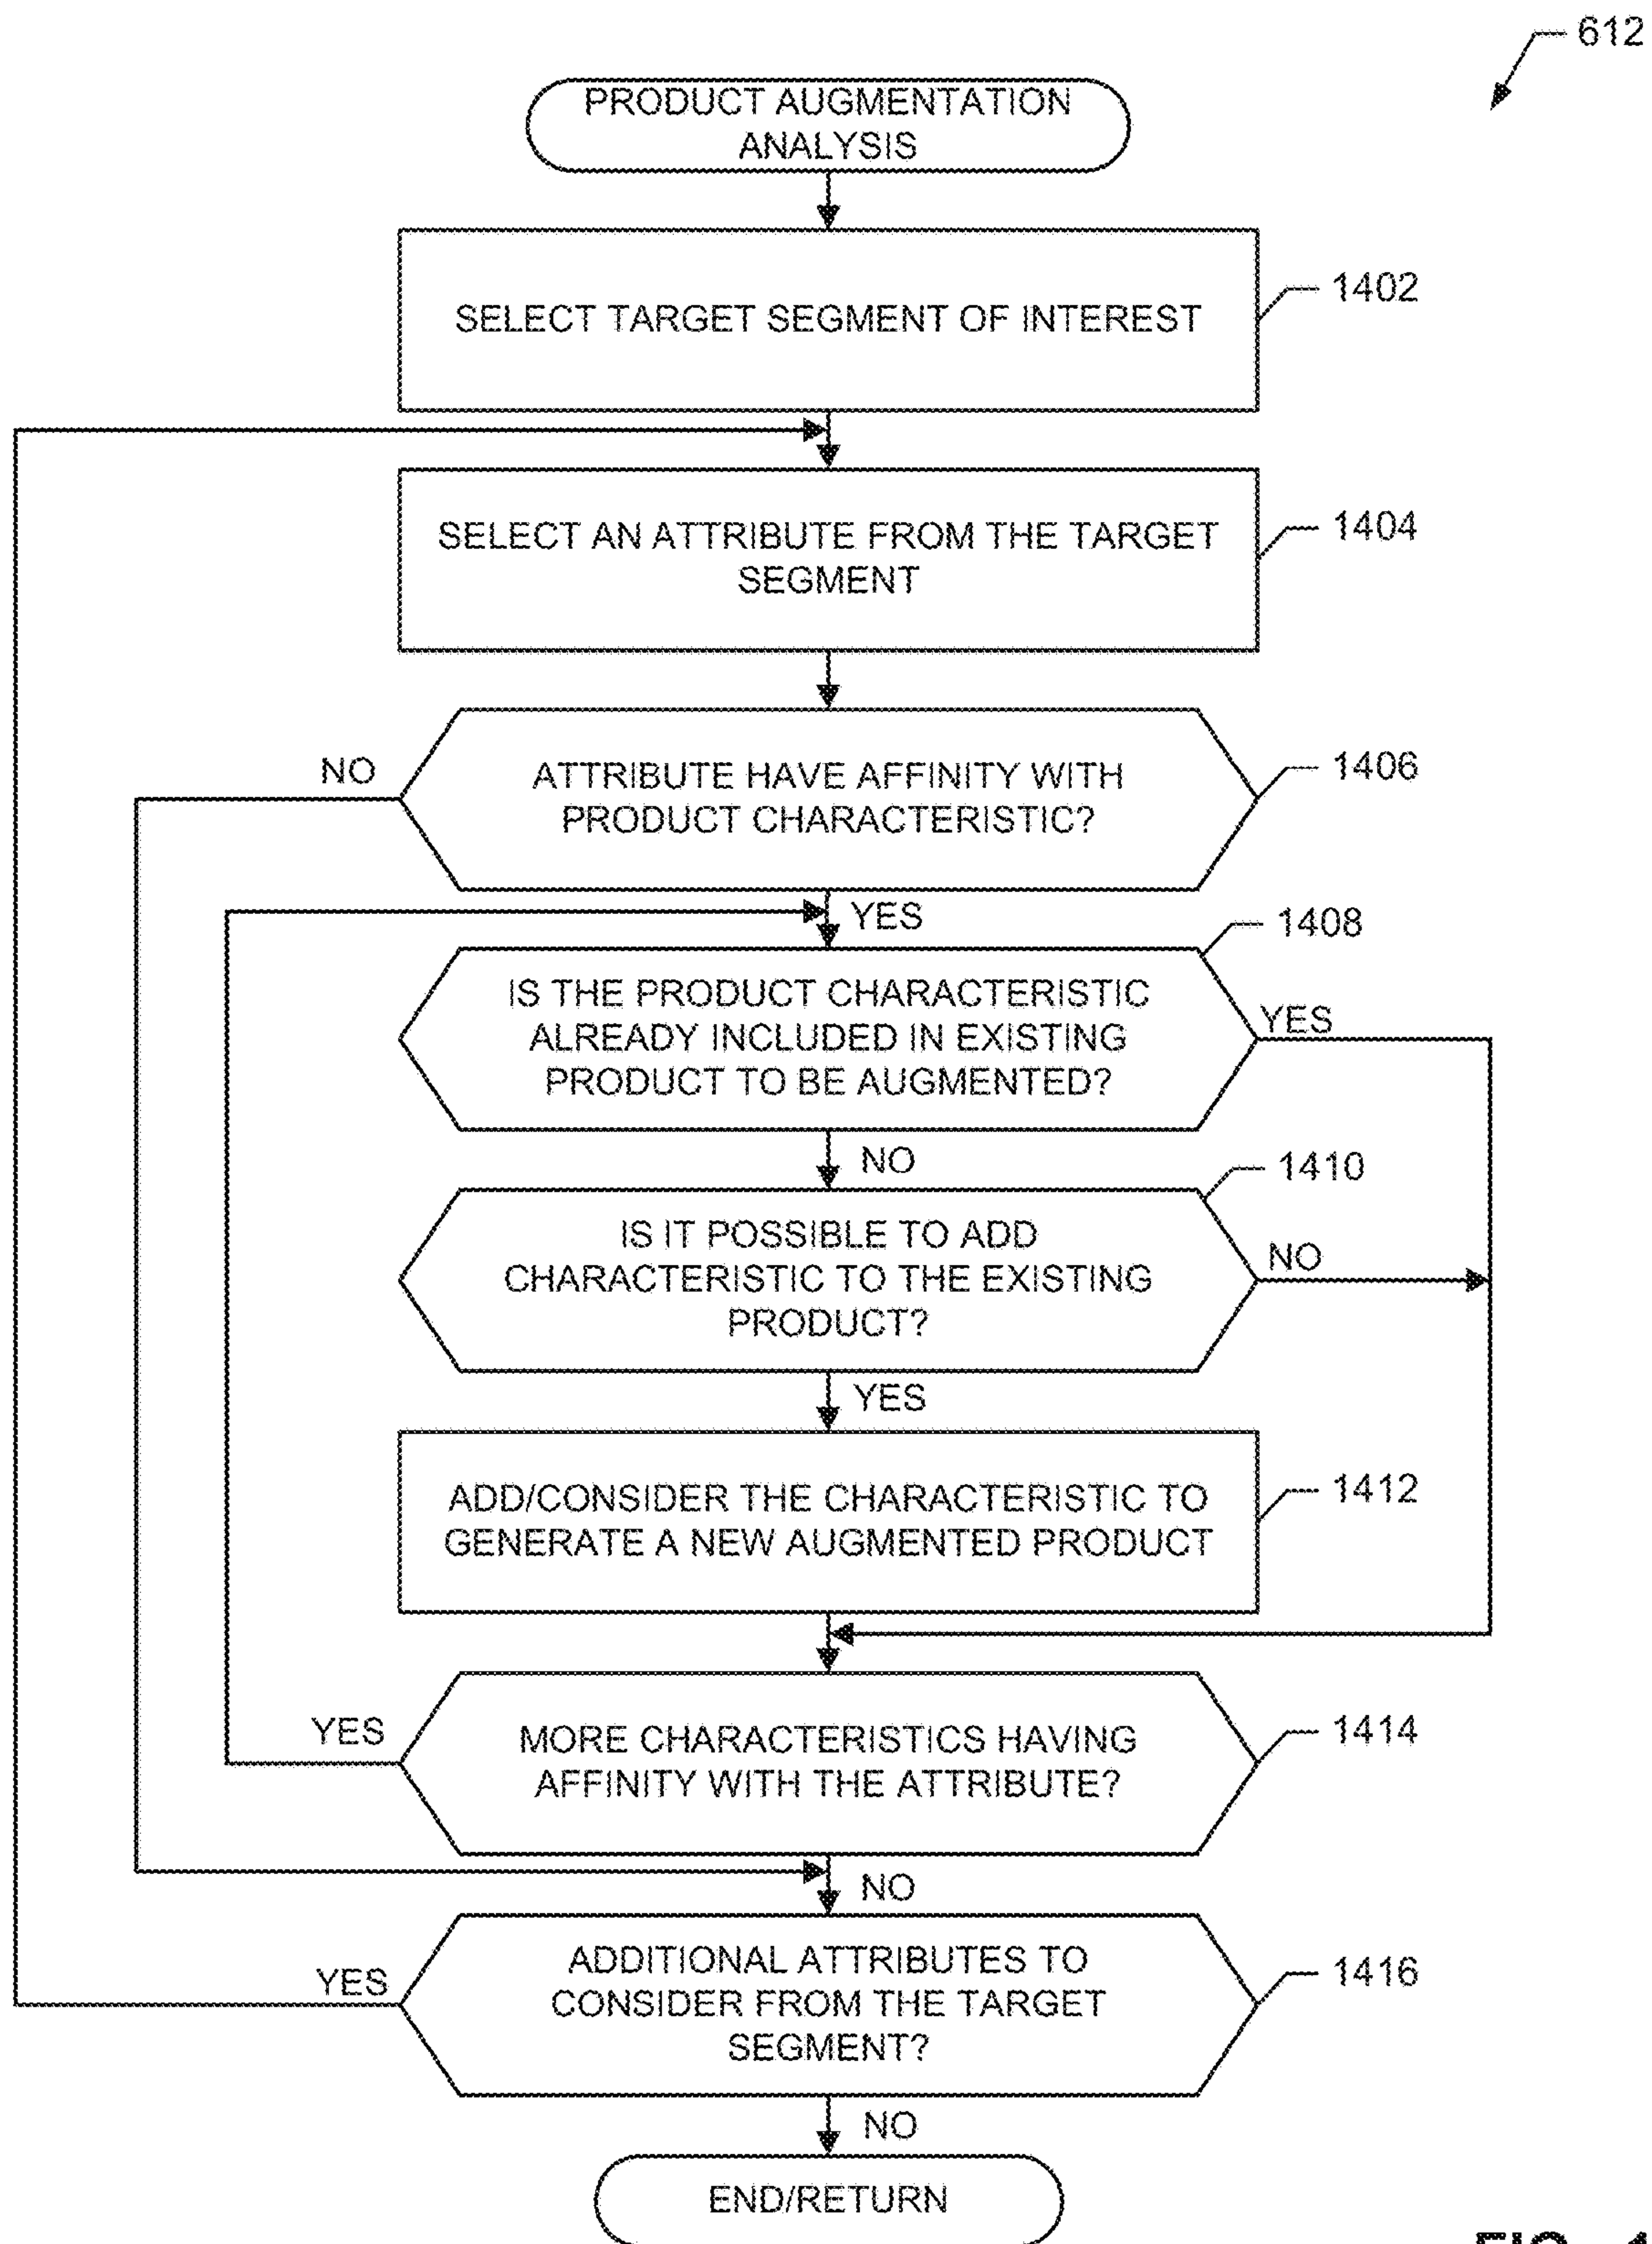 612
PRODUCT AUGMENTATION
ANALYSIS
SELECT TARGET SEGMENT OF INTEREST
1402
SELECT AN ATTRIBUTE FROM THE TARGET
SEGMENT
1404
ATTRIBUTE HAVE AFFINITY WITH
PRODUCT CHARACTERISTIC?
1406
NO
YES
IS THE PRODUCT CHARACTERISTIC
ALREADY INCLUDED IN EXISTING
PRODUCT TO BE AUGMENTED?
1408
YES
NO
IS IT POSSIBLE TO ADD
CHARACTERISTIC TO THE EXISTING
PRODUCT?
1410
NO
YES
ADD/CONSIDER THE CHARACTERISTIC TO
GENERATE A NEW AUGMENTED PRODUCT
1412
MORE CHARACTERISTICS HAVING
AFFINITY WITH THE ATTRIBUTE?
1414
YES
NO
ADDITIONAL ATTRIBUTES TO
CONSIDER FROM THE TARGET
SEGMENT?
1416
YES
NO
END/RETURN